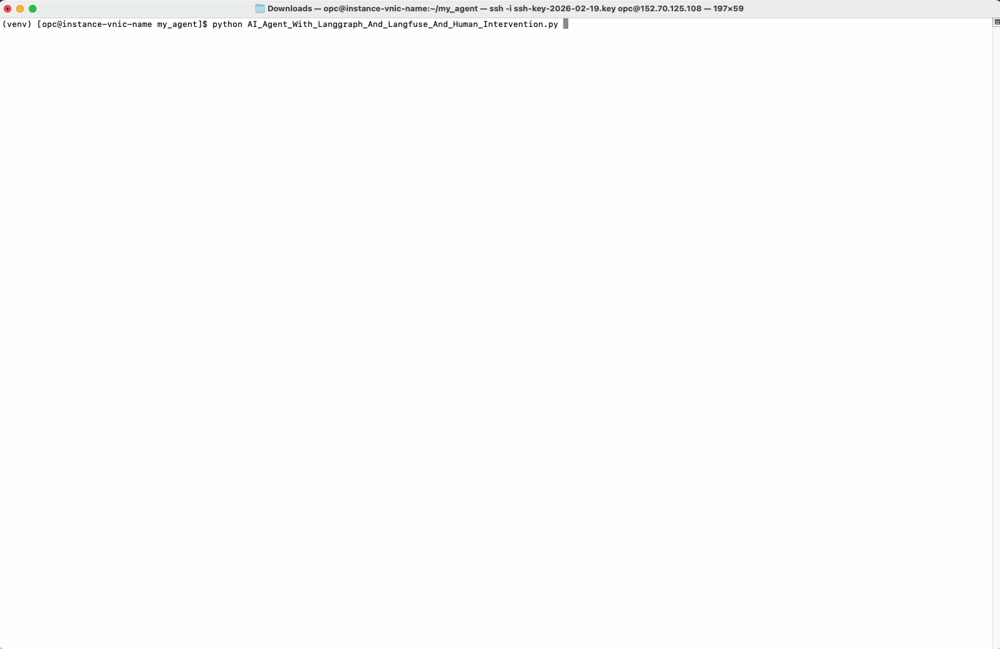 Downloads — opc@instance-vnic-name:~/my_agent — ssh -i ssh-key-2026-02-19.key opc@152.70.125.108 — 197×59
(venv) [opc@instance-vnic-name my_agent]$ python AI_Agent_With_Langgraph_And_Langfuse_And_Human_Intervention.py